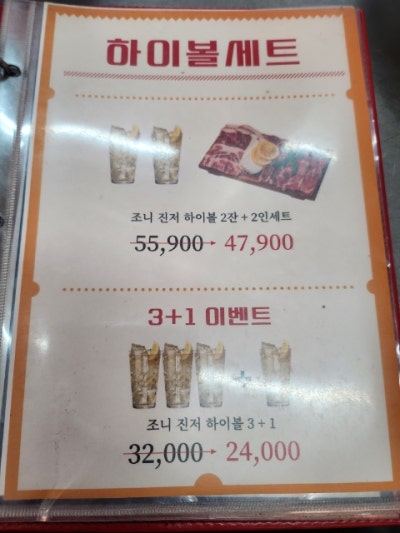 하이볼세트
조니 진저 하이볼 2잔 + 2인세트
55,900 → 47,900
3+1 이벤트
+
조니 진저 하이볼 3 + 1
32,000 → 24,000